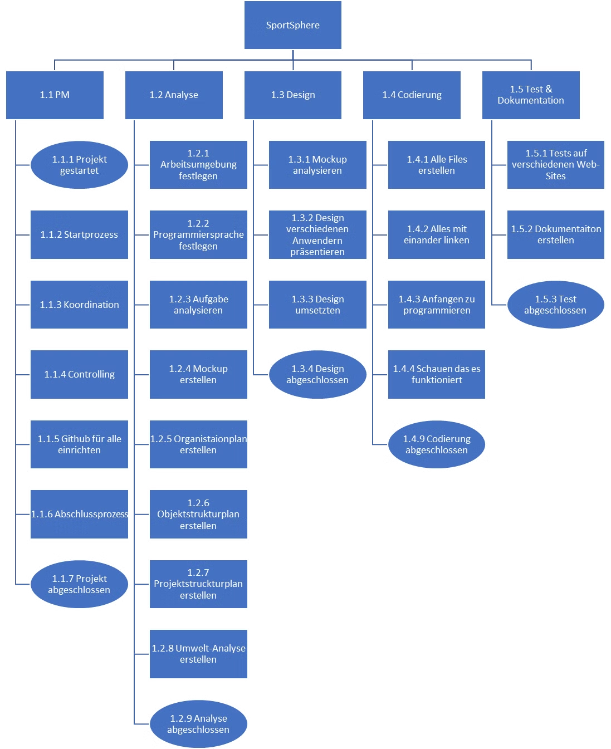 SportSphere
1.1 PM
1.1.1 Projekt
gestartet
1.1.2 Startprozess
1.1.3 Koordination
1.1.4 Controlling
1.1.5 Github für alle
einrichten
1.1.6 Abschlussprozess
1.1.7 Projekt
abgeschlossen
1.2 Analyse
1.2.1
Arbeitsumgebung
festlegen
1.2.2
Programmiersprache
festlegen
1.2.3 Aufgabe
analysieren
1.2.4 Mockup
erstellen
1.2.5 Organistaionplan
erstellen
1.2.6
Objektstrukturplan
erstellen
1.2.7
Projektstruckturplan
erstellen
1.2.8 Umwelt-Analyse
erstellen
1.2.9 Analyse
abgeschlossen
1.3 Design
1.3.1 Mockup
analysieren
1.3.2 Design
verschiedenen
Anwendern
präsentieren
1.3.3 Design
umsetzten
1.3.4 Design
abgeschlossen
1.4 Codierung
1.4.1 Alle Files
erstellen
1.4.2 Alles mit
einander linken
1.4.3 Anfangen zu
programmieren
1.4.4 Schauen das es
funktioniert
1.4.9 Codierung
abgeschlossen
1.5 Test &
Dokumentation
1.5.1 Tests auf
verschiedenen Web-
Sites
1.5.2 Dokumentaiton
erstellen
1.5.3 Test
abgeschlossen